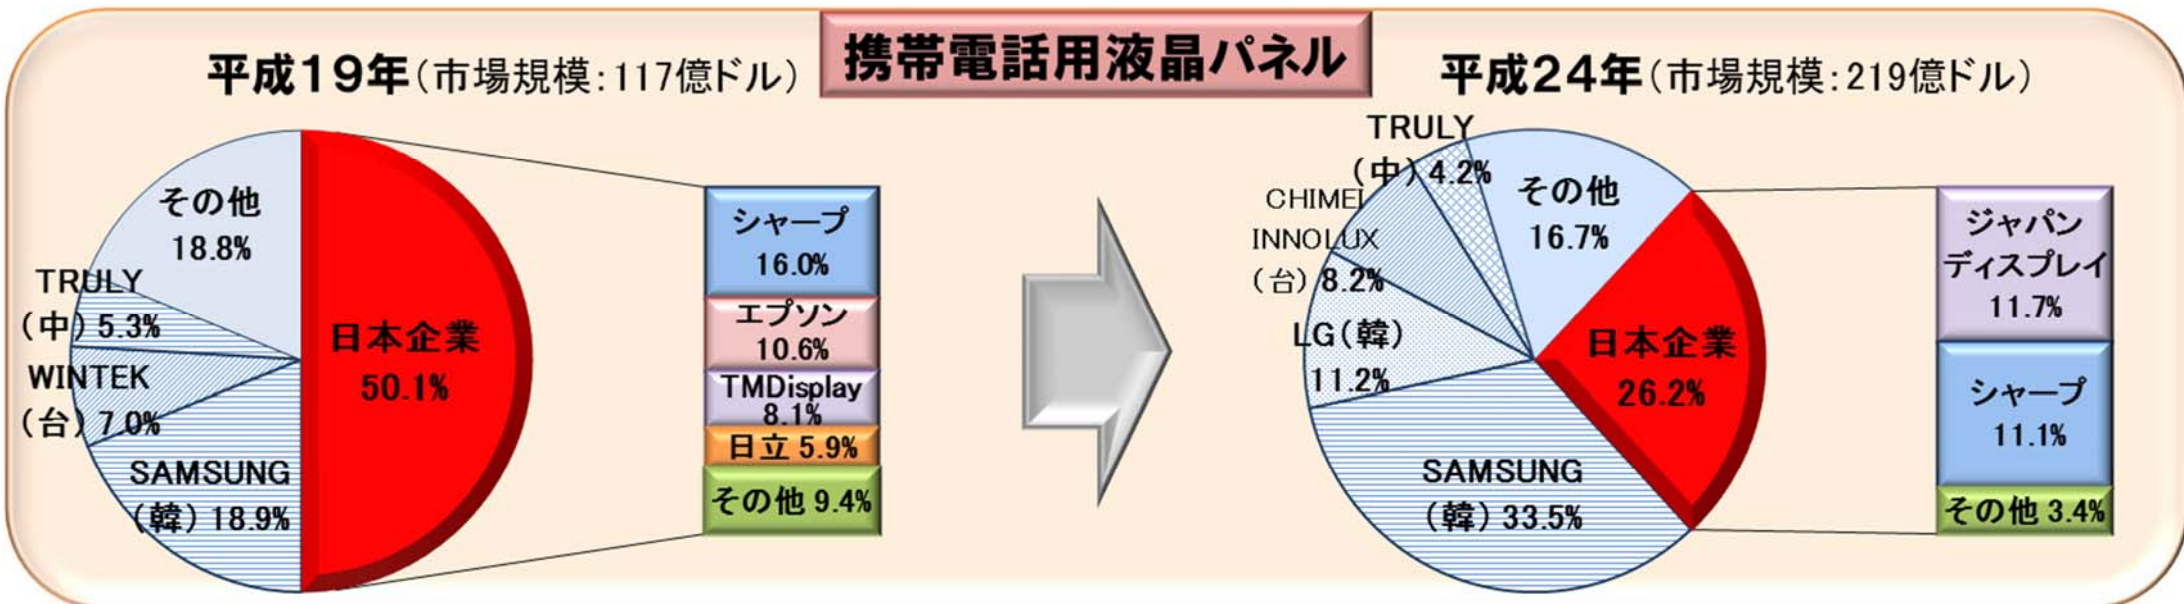 携帯電話用液晶パネル
平成19年(市場規模:117億ドル)
その他
18.8%
TRULY
(中) 5.3%
WINTEK
(台) 7.0%
SAMSUNG
(韓) 18.9%
日本企業
50.1%
シャープ
16.0%
エプソン
10.6%
TMDisplay
8.1%
日立 5.9%
その他 9.4%
平成24年(市場規模:219億ドル)
TRULY
(中) 4.2%
CHIMEI
INNOLUX
(台) 8.2%
LG(韓)
11.2%
SAMSUNG
(韓) 33.5%
その他
16.7%
日本企業
26.2%
ジャパン
ディスプレイ
11.7%
シャープ
11.1%
その他 3.4%